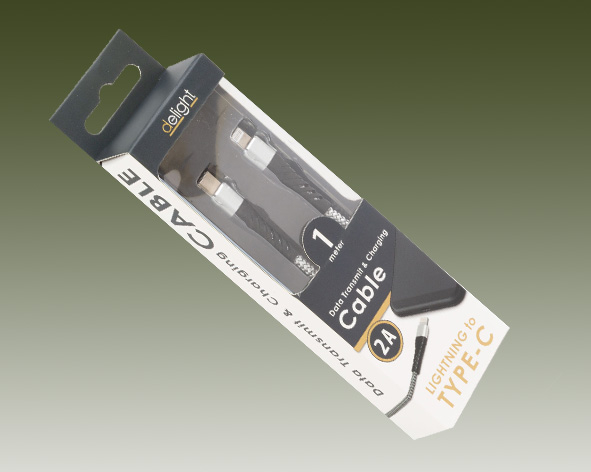 delight
1
meter
Data Transmit & Charging
Cable
2A
LIGHTNING to
TYPE-C
Data Transmit & Charging CABLE